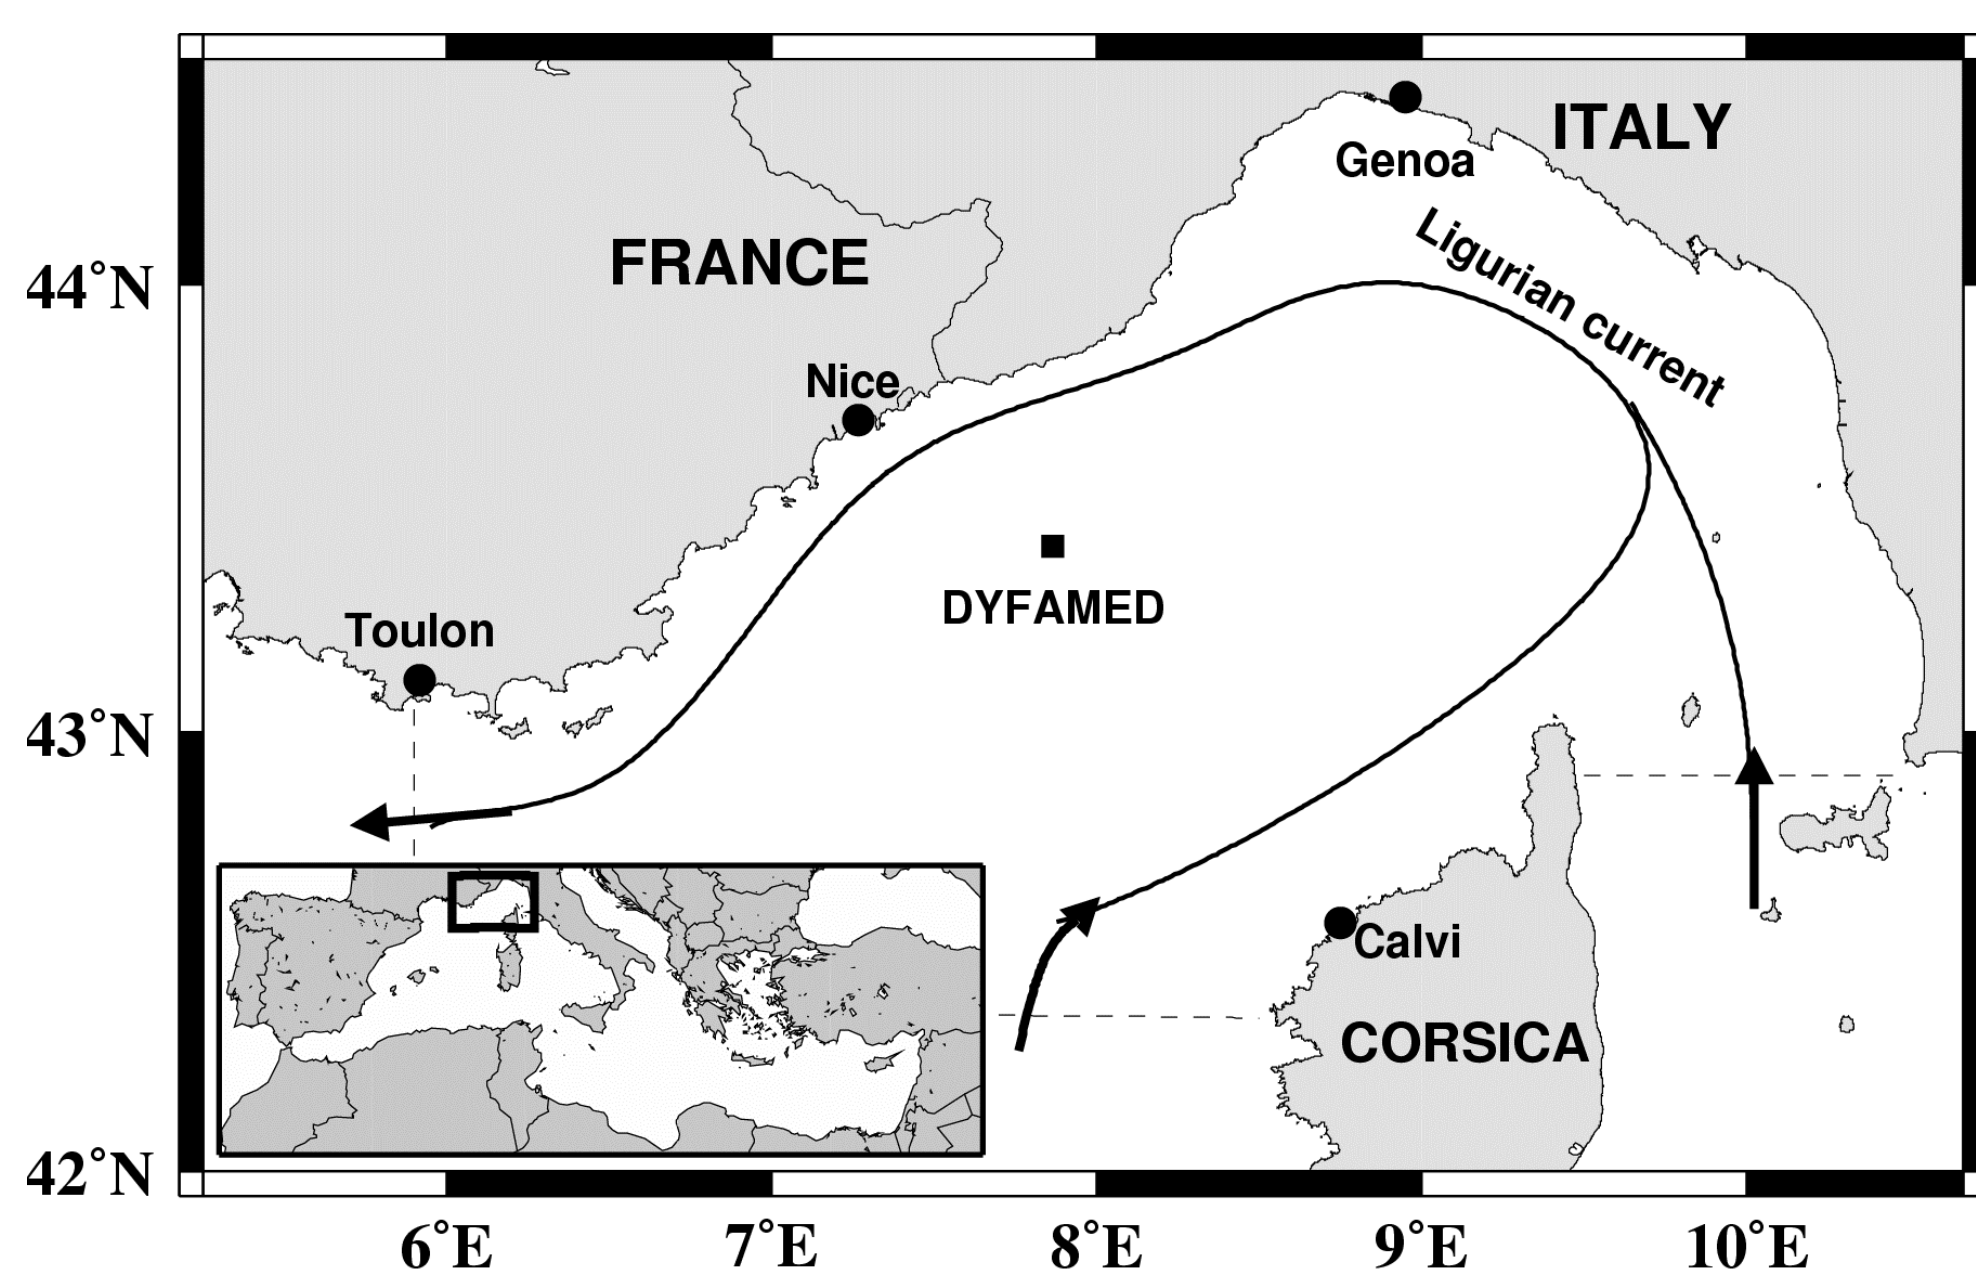 ITALY
Genoa
Ligurian current
FRANCE
44°N
Nice
DYFAMED
Toulon
43°N
Calvi
CORSICA
42°N
6°E 7°E 8°E 9°E 10°E